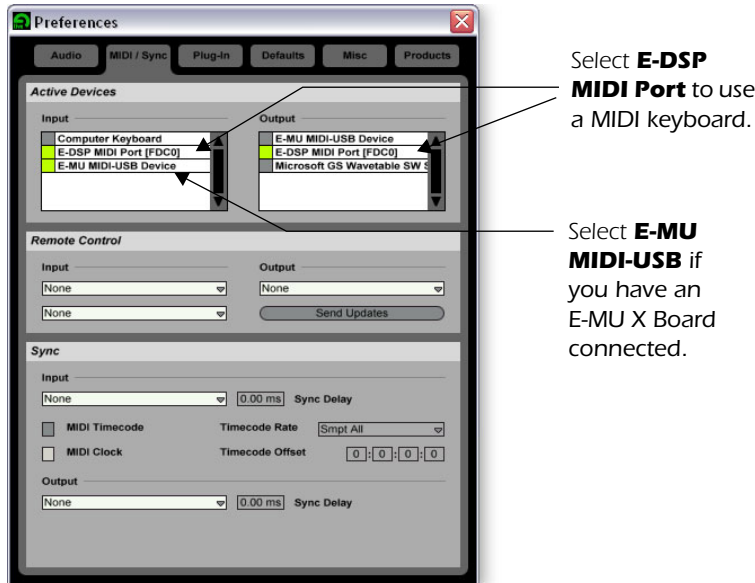 Preferences
Audio MIDI / Sync Plug-In Defaults Misc Products
Active Devices
Input Output
Computer Keyboard
E-DSP MIDI Port [FDC0]
E-MU MIDI-USB Device
E-MU MIDI-USB Device
E-DSP MIDI Port [FDC0]
Microsoft GS Wavetable SW S
Remote Control
Input Output
None None
None Send Updates
Sync
Input
None 0.00 ms Sync Delay
MIDI Timecode Timecode Rate Smpt All
MIDI Clock Timecode Offset 0 : 0 : 0 : 0
Output
None 0.00 ms Sync Delay
Select E-DSP
MIDI Port to use
a MIDI keyboard.
Select E-MU
MIDI-USB if
you have an
E-MU X Board
connected.